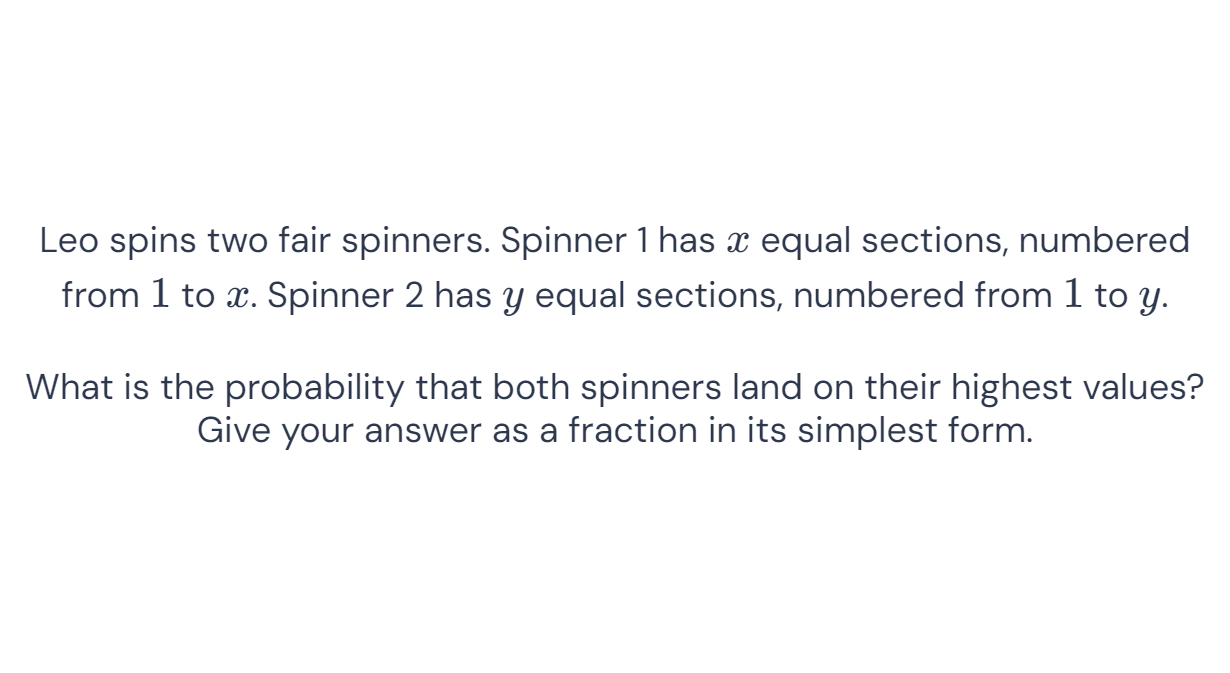 Leo spins two fair spinners. Spinner 1 has x equal sections, numbered
from 1 to x. Spinner 2 has y equal sections, numbered from 1 to y.
What is the probability that both spinners land on their highest values?
Give your answer as a fraction in its simplest form.